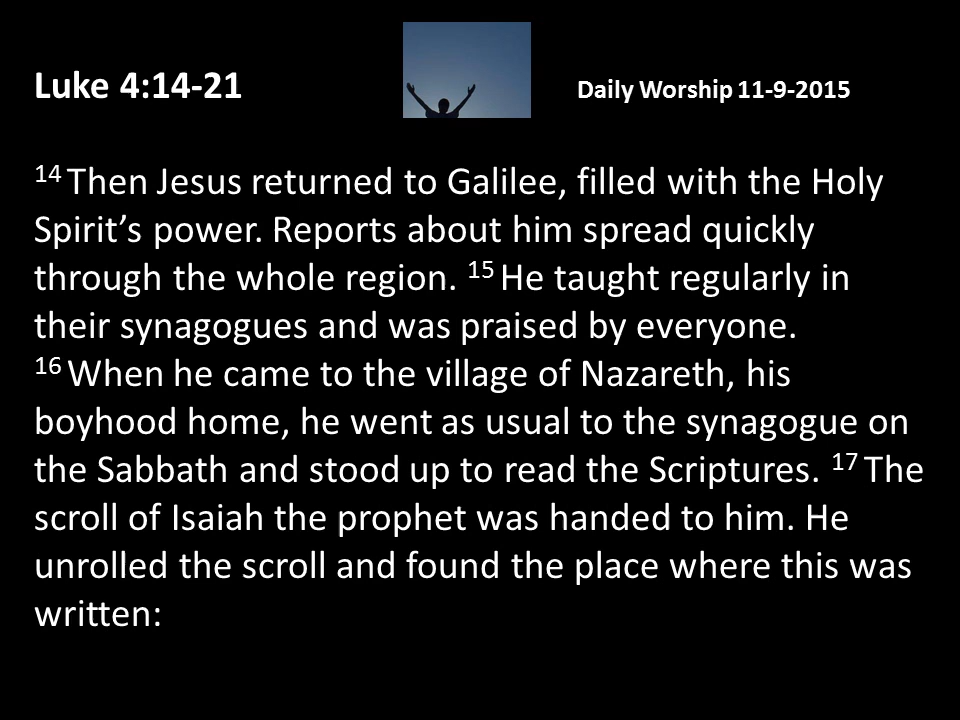 Luke 4:14-21 Daily Worship 11-9-2015
14 Then Jesus returned to Galilee, filled with the Holy
Spirit’s power. Reports about him spread quickly
through the whole region. 15 He taught regularly in
their synagogues and was praised by everyone.
16 When he came to the village of Nazareth, his
boyhood home, he went as usual to the synagogue on
the Sabbath and stood up to read the Scriptures. 17 The
scroll of Isaiah the prophet was handed to him. He
unrolled the scroll and found the place where this was
written: